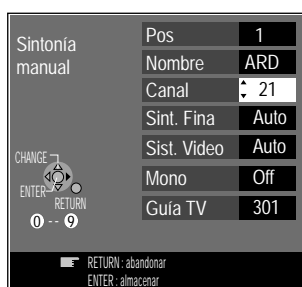 Sintonía
manual
Pos 1
Nombre ARD
Canal 21
Sint. Fina Auto
Sist. Video Auto
Mono Off
Guía TV 301
CHANGE
ENTER
RETURN
0 -- 9
RETURN : abandonar
ENTER : almacenar